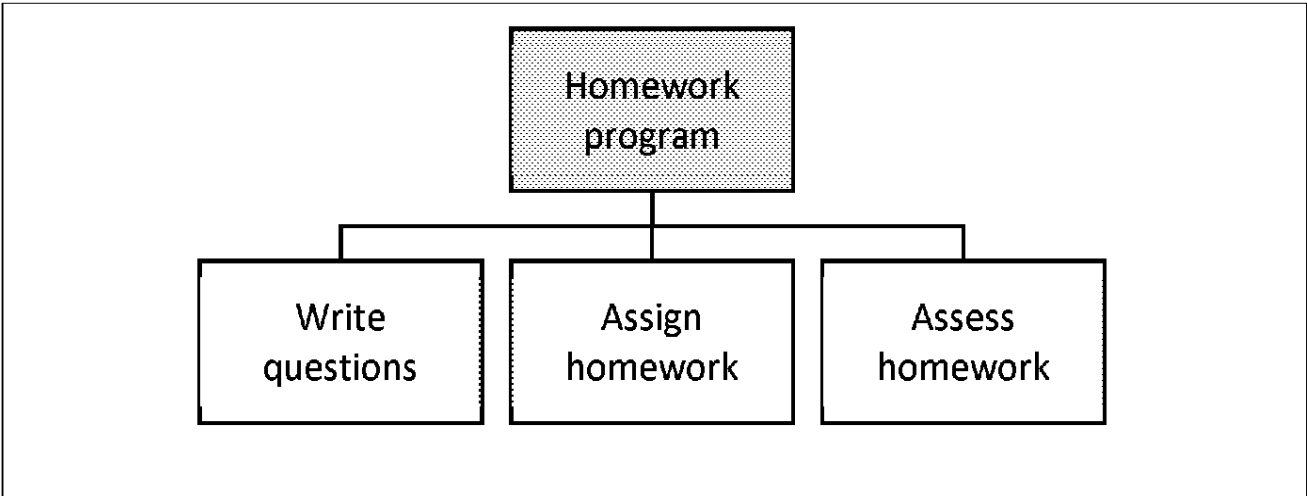 Homework
program
Write
questions
Assign
homework
Assess
homework